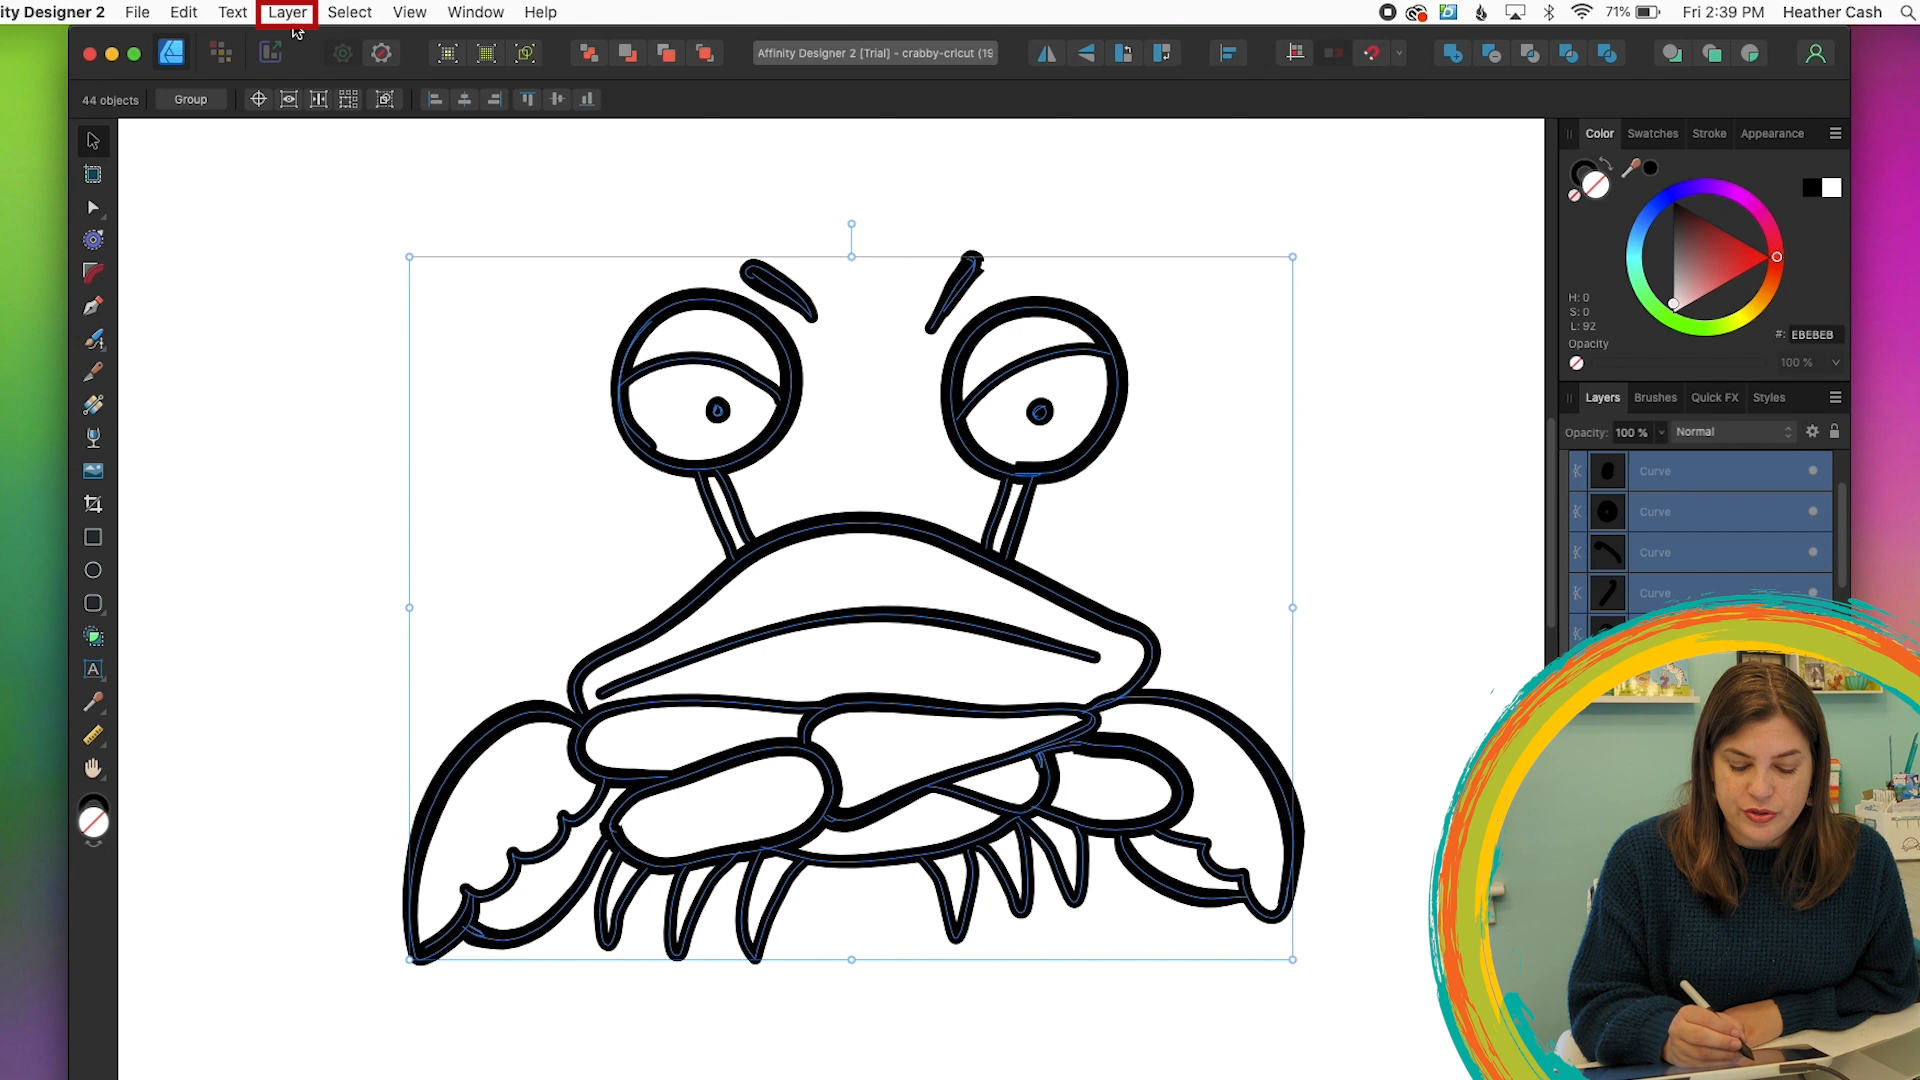 ity Designer 2 File Edit Text Layer Select View Window Help 71% Fri 2:39 PM Heather Cash
Affinity Designer 2 [Trial] - crabby-cricut (19
44 objects Group
Color Swatches Stroke Appearance
H: 0
S: 0
L: 92
#: EBEBEB
Opacity
100 %
Layers Brushes Quick FX Styles
Opacity: 100 % Normal
Curve
Curve
Curve
Curve